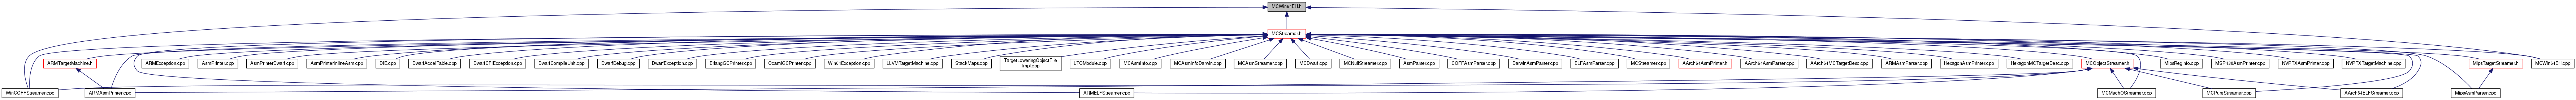 MCWin64EH.h
MCStreamer.h
ARMTargetMachine.h
ARMException.cpp
AsmPrinter.cpp
AsmPrinterDwarf.cpp
AsmPrinterInlineAsm.cpp
DIE.cpp
DwarfAccelTable.cpp
DwarfCFIException.cpp
DwarfCompileUnit.cpp
DwarfDebug.cpp
DwarfException.cpp
ErlangGCPrinter.cpp
OcamlGCPrinter.cpp
Win64Exception.cpp
LLVMTargetMachine.cpp
StackMaps.cpp
TargetLoweringObjectFile
Impl.cpp
LTOModule.cpp
MCAsmInfo.cpp
MCAsmInfoDarwin.cpp
MCAsmStreamer.cpp
MCDwarf.cpp
MCNullStreamer.cpp
AsmParser.cpp
COFFAsmParser.cpp
DarwinAsmParser.cpp
ELFAsmParser.cpp
MCStreamer.cpp
AArch64AsmPrinter.h
AArch64AsmParser.cpp
AArch64MCTargetDesc.cpp
ARMAsmParser.cpp
HexagonAsmPrinter.cpp
HexagonMCTargetDesc.cpp
MCObjectStreamer.h
MipsRegInfo.cpp
MSP430AsmPrinter.cpp
NVPTXAsmPrinter.cpp
NVPTXTargetMachine.cpp
MipsTargetStreamer.h
MCWin64EH.cpp
WinCOFFStreamer.cpp
ARMAsmPrinter.cpp
ARMELFStreamer.cpp
MCMachOStreamer.cpp
MCPureStreamer.cpp
AArch64ELFStreamer.cpp
MipsAsmParser.cpp